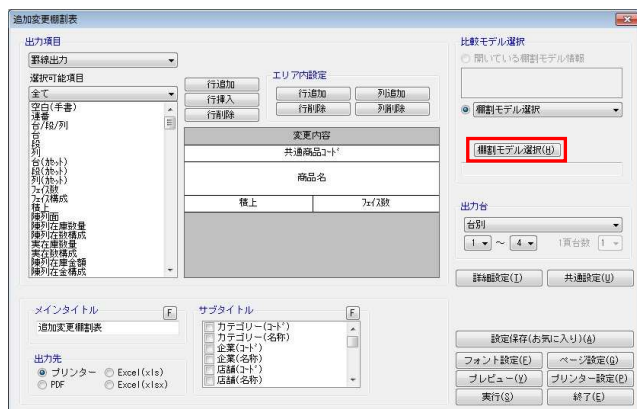 追加変更棚割表
出力項目
罫線出力
選択可能項目
全て
空白(手書)
連番
台/段/列
台
段
列
台(ｶｾｯﾄ)
段(ｶｾｯﾄ)
列(ｶｾｯﾄ)
ﾌｪｲｽ数
ﾌｪｲｽ構成
積上
陳列面
陳列在庫数量
陳列在数構成
実在庫数量
実在数構成
陳列在庫金額
陳列在金構成
行追加
行挿入
行削除
エリア内設定
行追加
列追加
行削除
列削除
変更内容
共通商品ｺｰﾄﾞ
商品名
積上
ﾌｪｲｽ数
比較モデル選択
開いている棚割モデル情報
棚割モデル選択
棚割モデル選択(H)
出力台
台別
1 ～ 4
1頁台数 1
詳細設定(I)
共通設定(U)
メインタイトル
F
追加変更棚割表
出力先
プリンター
Excel(xls)
PDF
Excel(xlsx)
サブタイトル
F
カテゴリー(ｺｰﾄﾞ)
カテゴリー(名称)
企業(ｺｰﾄﾞ)
企業(名称)
店舗(ｺｰﾄﾞ)
店舗(名称)
設定保存(お気に入り)(A)
フォント設定(F)
ページ設定(G)
プレビュー(V)
プリンター設定(P)
実行(S)
終了(E)